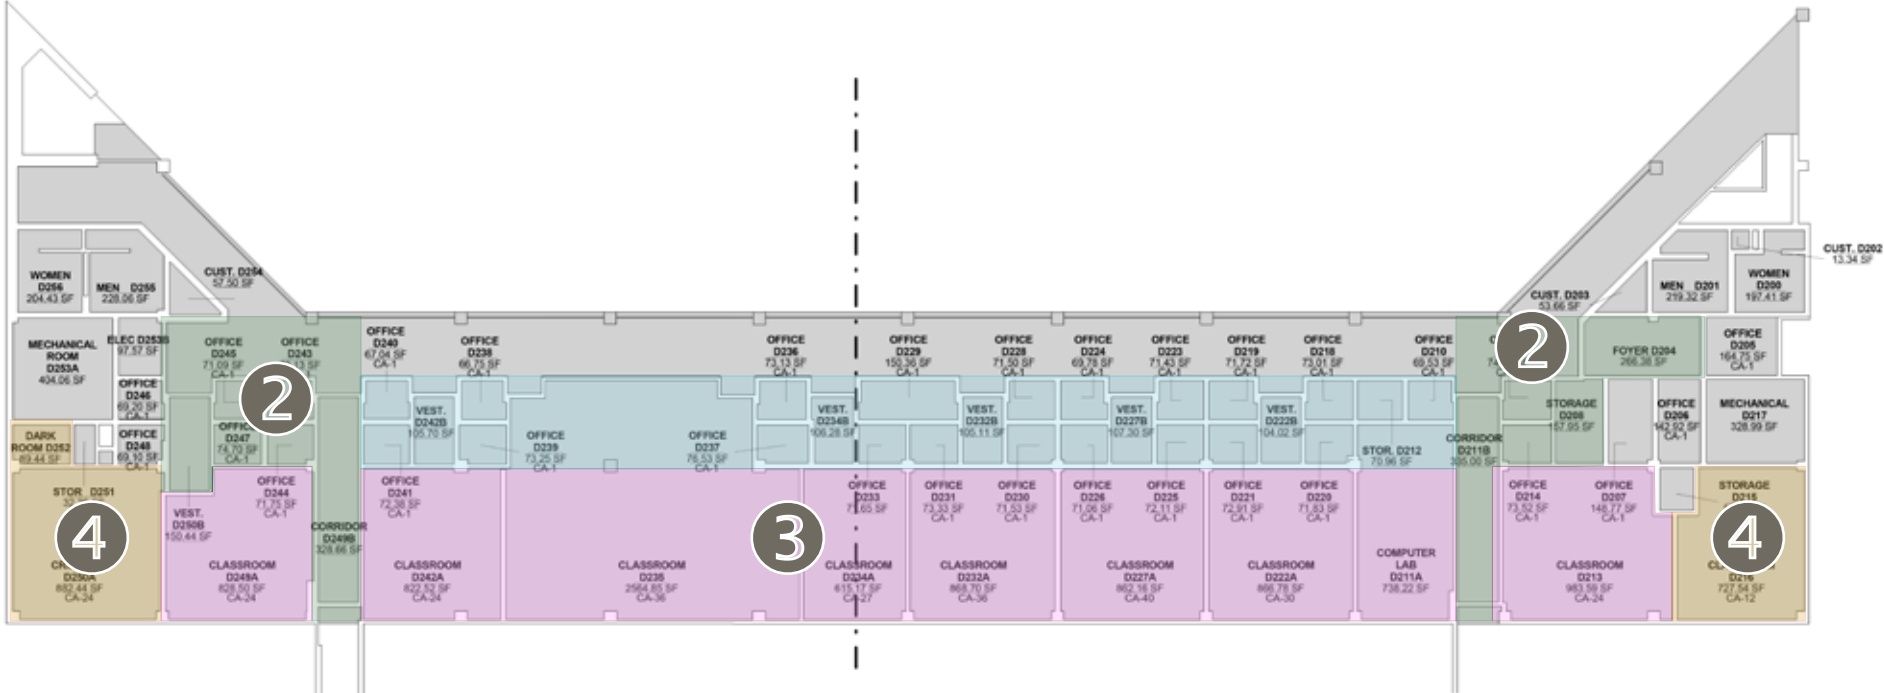 CUST. D202
13.34 SF
WOMEN
D256
204.43 SF
MEN D255
228.06 SF
CUST. D254
57.50 SF
CUST. D203
53.66 SF
MEN D201
219.32 SF
WOMEN
D200
197.41 SF
MECHANICAL
ROOM
D253A
404.06 SF
ELEC D253B
97.57 SF
OFFICE
D245
71.09 SF
CA-1
OFFICE
D243
CA-1
OFFICE
D240
67.04 SF
CA-1
OFFICE
D238
66.75 SF
CA-1
OFFICE
D236
73.13 SF
CA-1
OFFICE
D229
150.36 SF
CA-1
OFFICE
D228
71.50 SF
CA-1
OFFICE
D224
69.78 SF
CA-1
OFFICE
D223
71.43 SF
CA-1
OFFICE
D219
71.72 SF
CA-1
OFFICE
D218
73.01 SF
CA-1
OFFICE
D210
69.53 SF
CA-1
2
FOYER D204
266.38 SF
OFFICE
D205
164.75 SF
CA-1
OFFICE
D246
69.20 SF
CA-1
2
VEST.
D242B
105.70 SF
VEST.
D234B
106.28 SF
VEST.
D232B
105.11 SF
VEST.
D227B
107.30 SF
VEST.
D222B
104.02 SF
STORAGE
D208
157.95 SF
OFFICE
D206
142.92 SF
CA-1
MECHANICAL
D217
328.99 SF
DARK
ROOM D252
89.44 SF
OFFICE
D248
69.10 SF
CA-1
OFFICE
D247
74.70 SF
CA-1
OFFICE
D239
73.25 SF
CA-1
OFFICE
D237
76.53 SF
CA-1
STOR. D212
70.96 SF
CORRIDOR
D211B
335.00 SF
STOR. D251
4
VEST.
D250B
150.44 SF
OFFICE
D244
71.75 SF
CA-1
CORRIDOR
D249B
328.66 SF
OFFICE
D241
72.38 SF
CA-1
3
OFFICE
D233
CA-1
OFFICE
D231
73.33 SF
CA-1
OFFICE
D230
71.53 SF
CA-1
OFFICE
D226
71.06 SF
CA-1
OFFICE
D225
72.11 SF
CA-1
OFFICE
D221
72.91 SF
CA-1
OFFICE
D220
71.83 SF
CA-1
OFFICE
D214
73.52 SF
CA-1
OFFICE
D207
148.77 SF
CA-1
STORAGE
D215
4
D250A
882.44 SF
CA-24
CLASSROOM
D249A
828.50 SF
CA-24
CLASSROOM
D242A
822.52 SF
CA-24
CLASSROOM
D235
2564.85 SF
CA-36
CLASSROOM
D234A
615.17 SF
CA-27
CLASSROOM
D232A
868.70 SF
CA-36
CLASSROOM
D227A
862.16 SF
CA-40
CLASSROOM
D222A
866.78 SF
CA-30
COMPUTER
LAB
D211A
738.22 SF
CLASSROOM
D213
983.59 SF
CA-24
D216
727.54 SF
CA-12